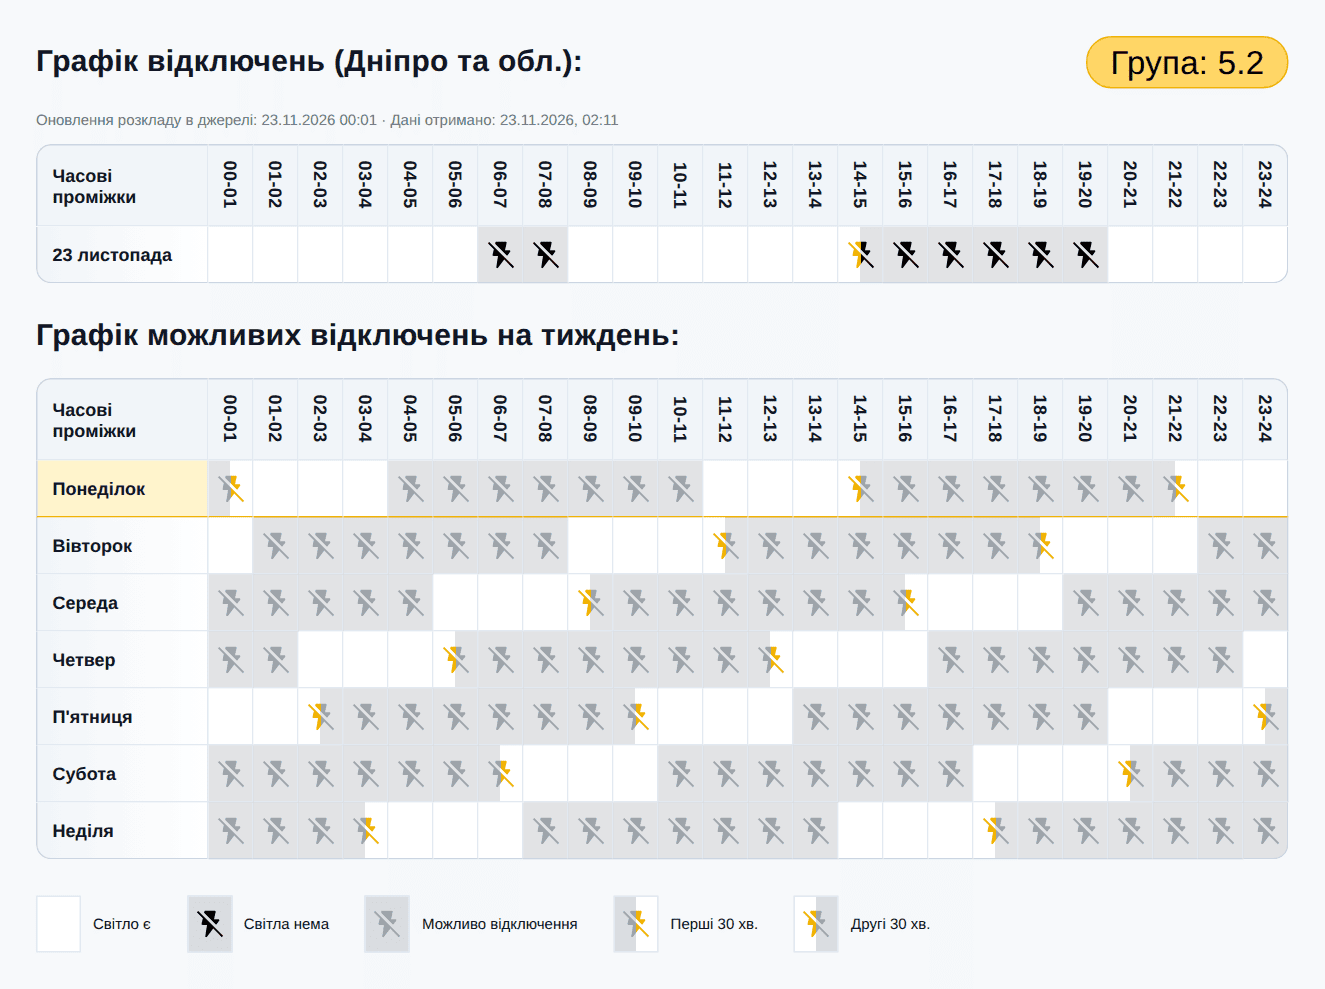 Графік відключень (Дніпро та обл.):
Група: 5.2
Оновлення розкладу в джерелі: 23.11.2026 00:01 · Дані отримано: 23.11.2026, 02:11
Часові проміжки 00-01 01-02 02-03 03-04 04-05 05-06 06-07 07-08 08-09 09-10 10-11 11-12 12-13 13-14 14-15 15-16 16-17 17-18 18-19 19-20 20-21 21-22 22-23 23-24
23 листопада
Графік можливих відключень на тиждень:
Часові проміжки 00-01 01-02 02-03 03-04 04-05 05-06 06-07 07-08 08-09 09-10 10-11 11-12 12-13 13-14 14-15 15-16 16-17 17-18 18-19 19-20 20-21 21-22 22-23 23-24
Понеділок
Вівторок
Середа
Четвер
П'ятниця
Субота
Неділя
Світло є Світла нема Можливо відключення Перші 30 хв. Другі 30 хв.